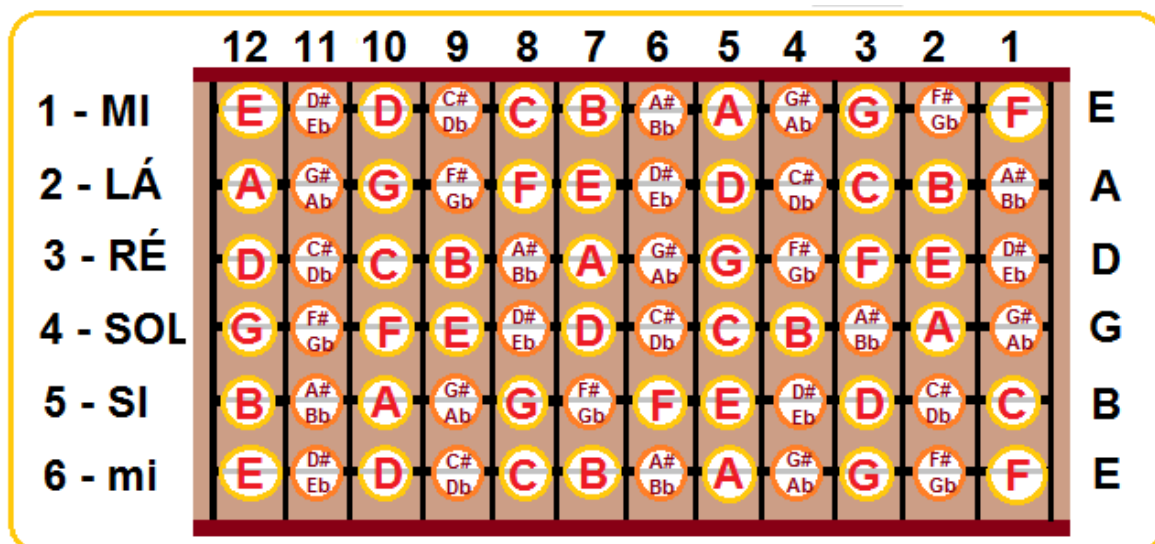 12 11 10 9 8 7 6 5 4 3 2 1
1 - MI E D# Eb D C# Db C B A# Bb A G# Ab G F# Gb F E
2 - LÁ A G# Ab G F# Gb F E D# Eb D C# Db C B A# Bb A
3 - RÉ D C# Db C B A# Bb A G# Ab G F# Gb F E D# Eb D
4 - SOL G F# Gb F E D# Eb D C# Db C B A# Bb A G# Ab G
5 - SI B A# Bb A G# Ab G F# Gb F E D# Eb D C# Db C B
6 - mi E D# Eb D C# Db C B A# Bb A G# Ab G F# Gb F E